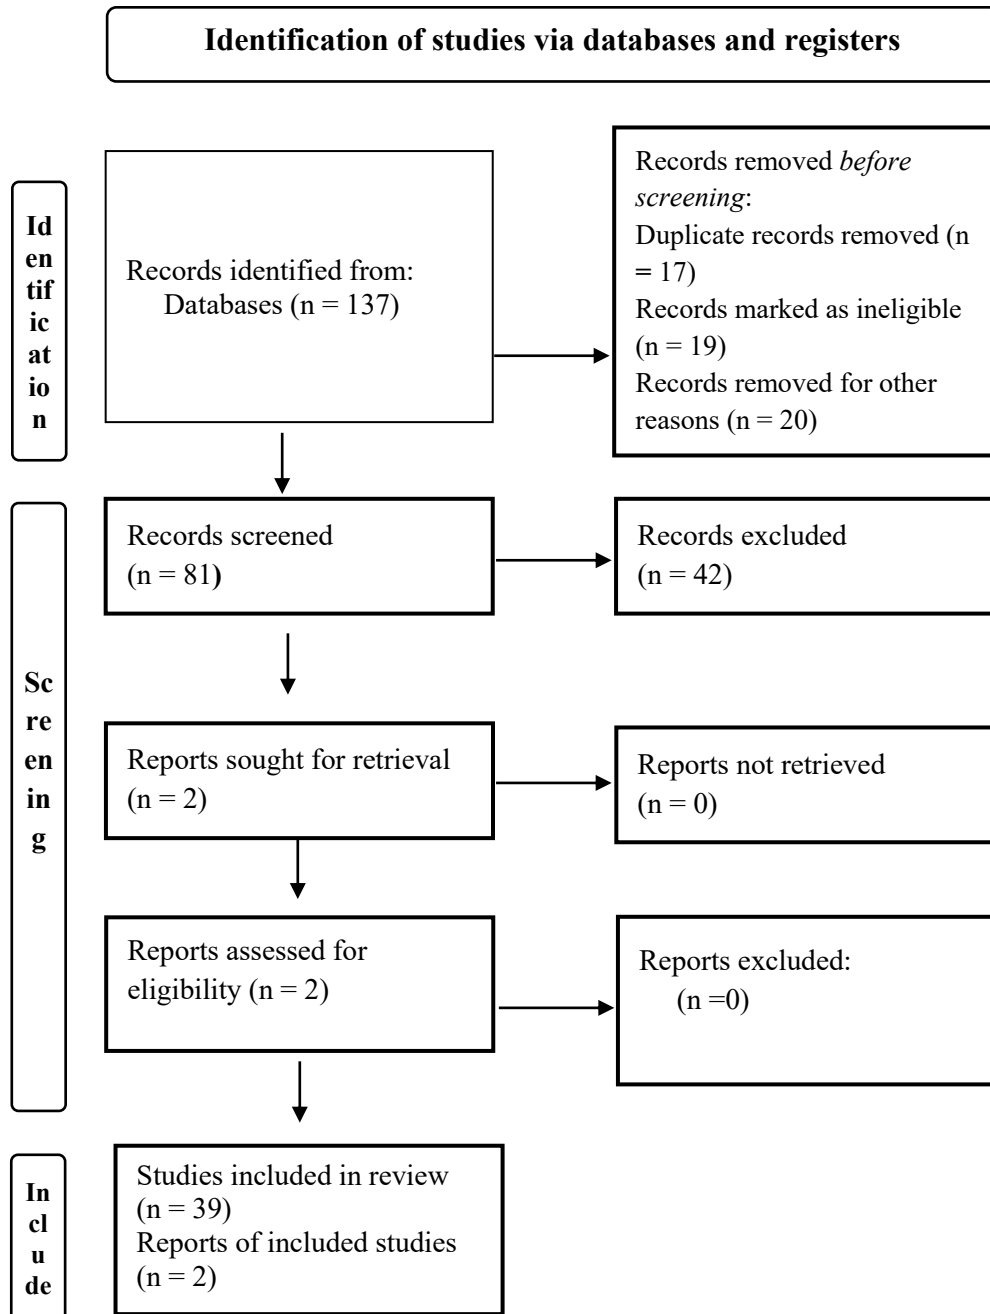 Identification of studies via databases and registers
Id
en
tif
ic
at
io
n
Records identified from:
Databases (n = 137)
Records removed before
screening:
Duplicate records removed (n
= 17)
Records marked as ineligible
(n = 19)
Records removed for other
reasons (n = 20)
Sc
re
en
in
g
Records screened
(n = 81)
Records excluded
(n = 42)
Reports sought for retrieval
(n = 2)
Reports not retrieved
(n = 0)
Reports assessed for
eligibility (n = 2)
Reports excluded:
(n =0)
In
cl
u
de
Studies included in review
(n = 39)
Reports of included studies
(n = 2)